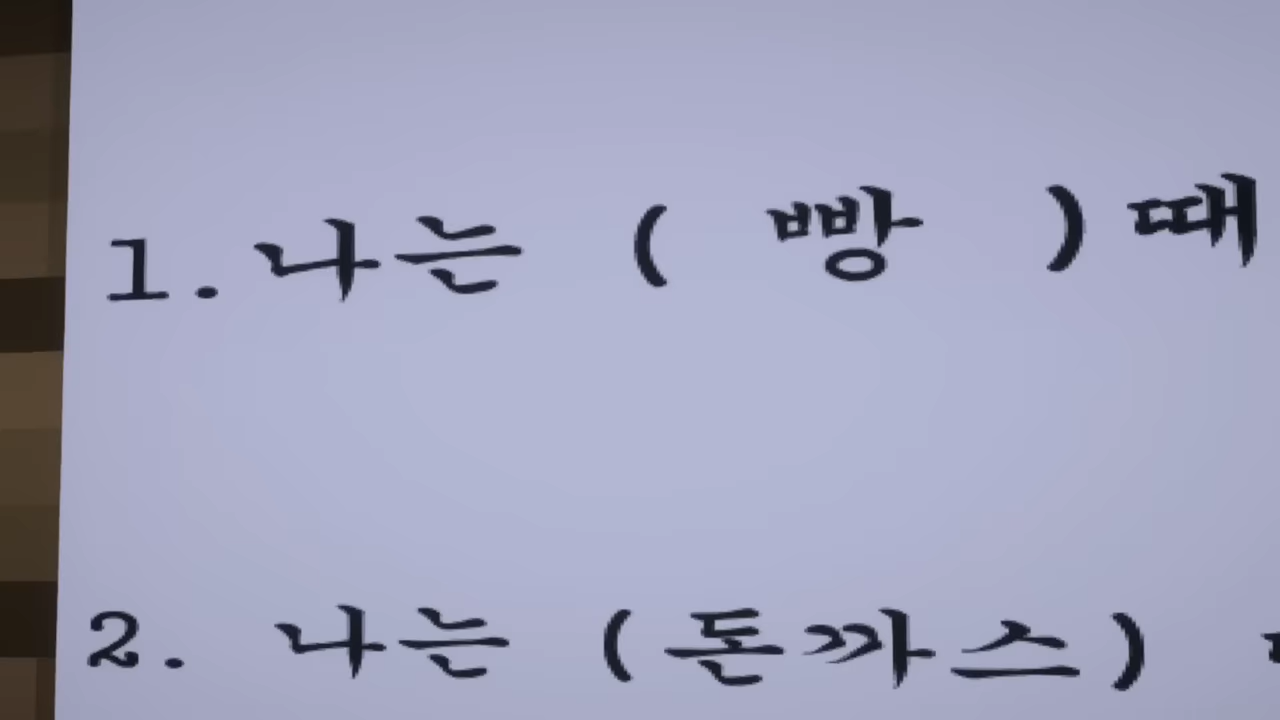 1. 나는 ( 빵 ) 때
2. 나는 (돈까스)